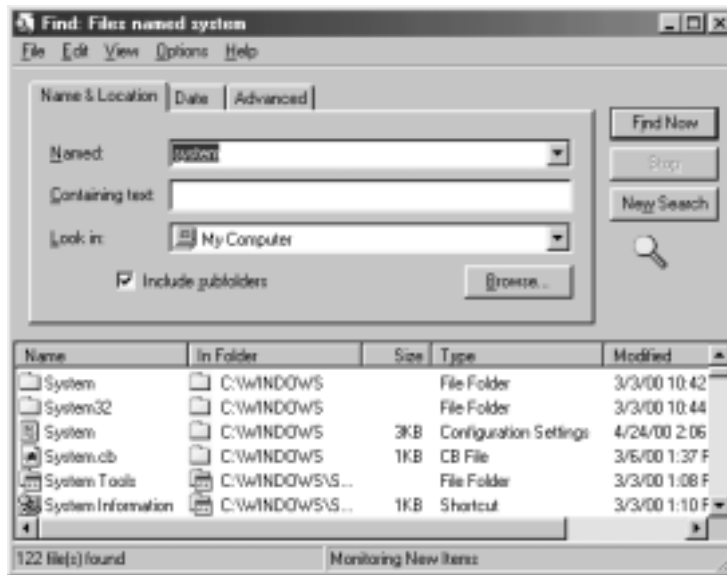 Find: Files named system
File Edit View Options Help
Name & Location Date Advanced
Find Now
Named: system
Stop
Containing text:
New Search
Look in: My Computer
Include subfolders Browse...
Name In Folder Size Type Modified
System C:\WINDOWS File Folder 3/3/00 10:42
System32 C:\WINDOWS File Folder 3/3/00 10:44
System C:\WINDOWS 3KB Configuration Settings 4/24/00 2:06
System.cb C:\WINDOWS 1KB CB File 3/6/00 1:37 P
System Tools C:\WINDOWS\S... File Folder 3/3/00 1:08 P
System Information C:\WINDOWS\S... 1KB Shortcut 3/3/00 1:10 P
122 file(s) found Monitoring New Items